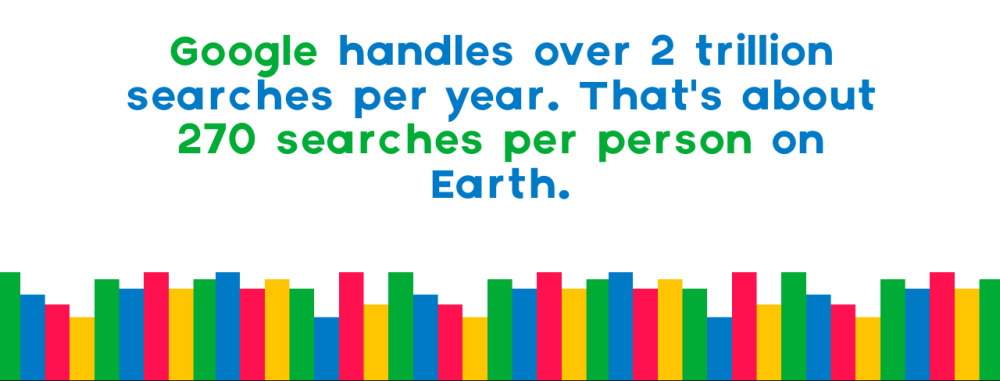 Google handles over 2 trillion
searches per year. That's about
270 searches per person on
Earth.